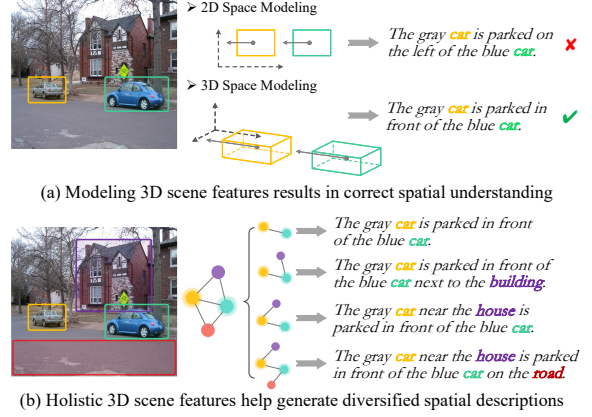 ➤ 2D Space Modeling
The gray car is parked on
the left of the blue car. ✘
➤ 3D Space Modeling
The gray car is parked in
front of the blue car. ✔
(a) Modeling 3D scene features results in correct spatial understanding
The gray car is parked in front
of the blue car.
The gray car is parked in front of
the blue car next to the building.
The gray car near the house is
parked in front of the blue car.
The gray car near the house is parked
in front of the blue car on the road.
(b) Holistic 3D scene features help generate diversified spatial descriptions